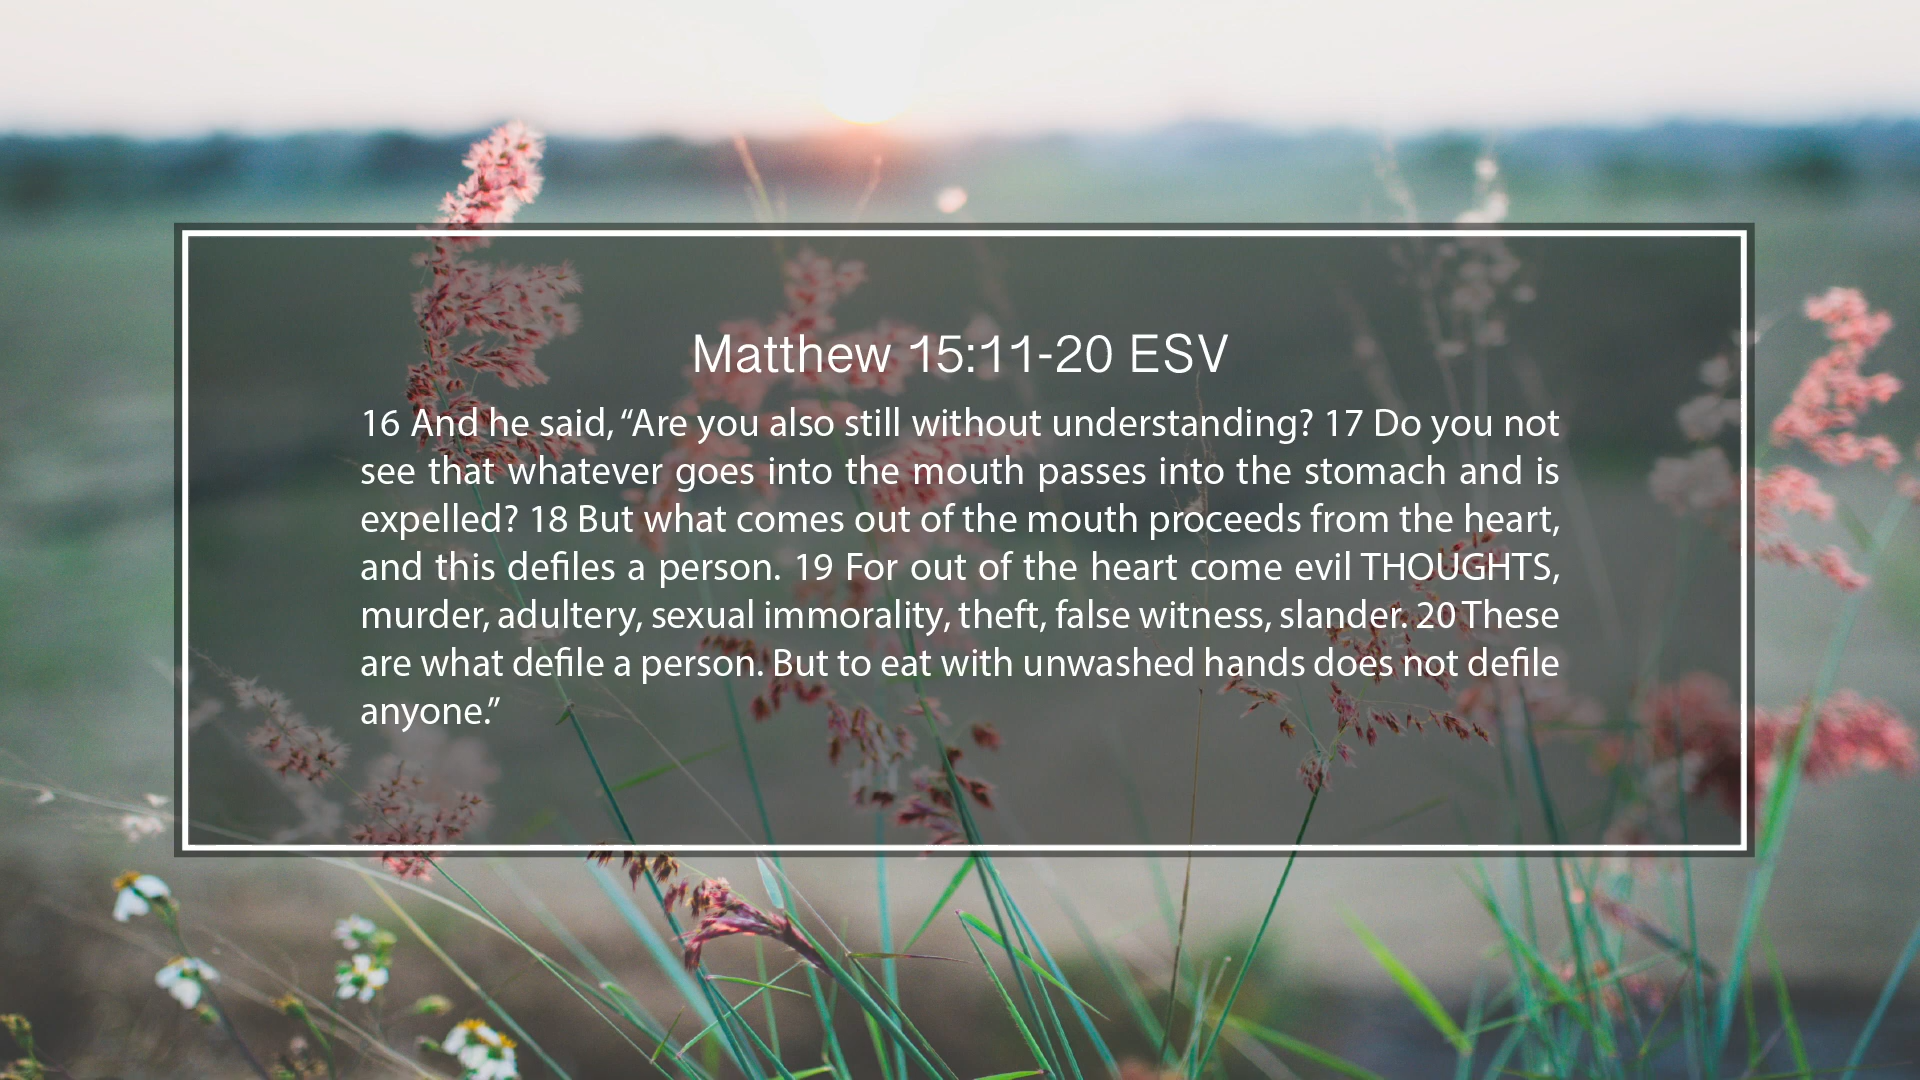 Matthew 15:11-20 ESV
16 And he said, “Are you also still without understanding? 17 Do you not
see that whatever goes into the mouth passes into the stomach and is
expelled? 18 But what comes out of the mouth proceeds from the heart,
and this defiles a person. 19 For out of the heart come evil THOUGHTS,
murder, adultery, sexual immorality, theft, false witness, slander. 20 These
are what defile a person. But to eat with unwashed hands does not defile
anyone.”